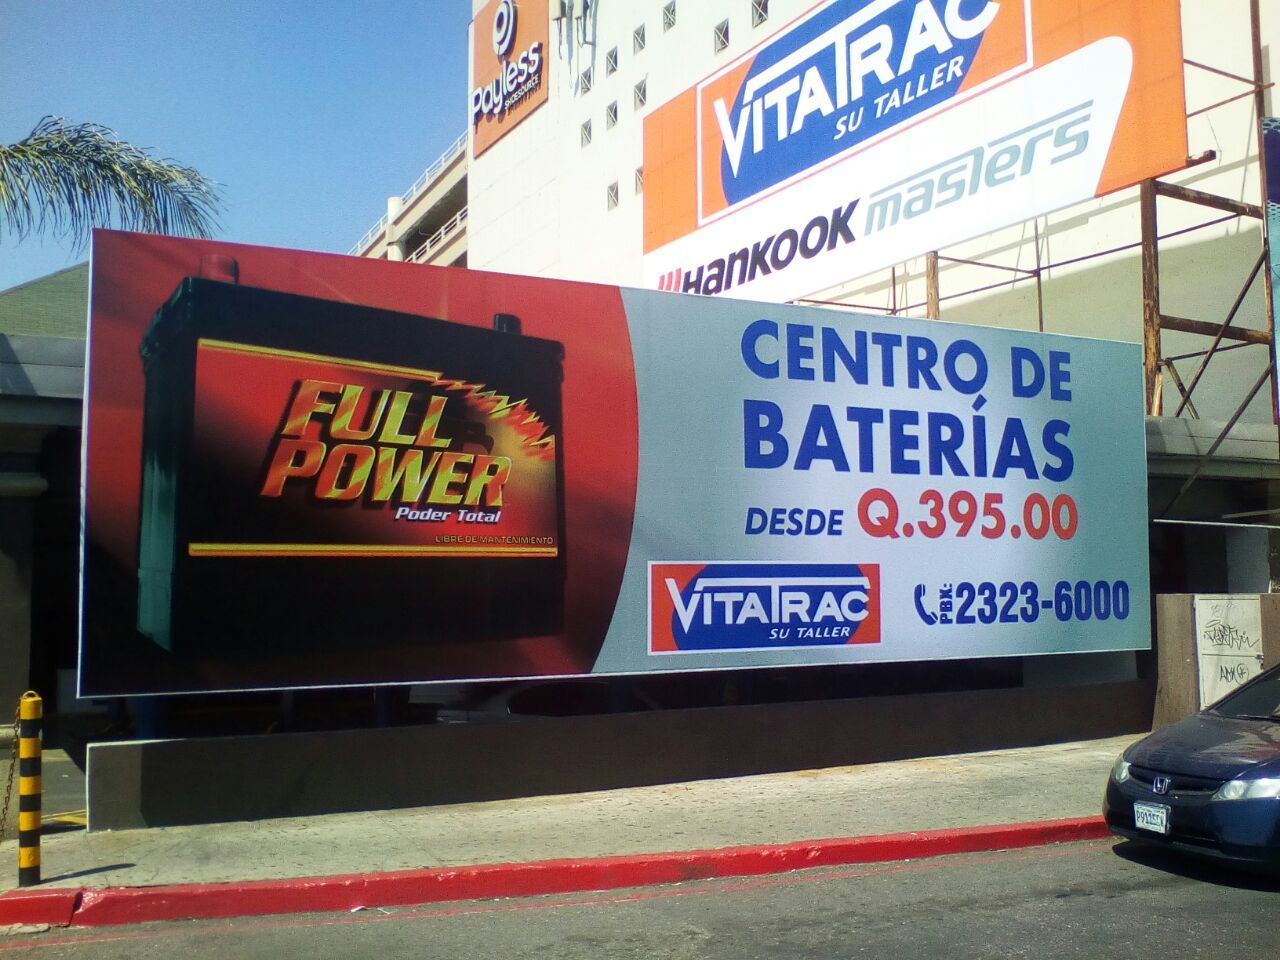 Payless
SHOESOURCE
VITATRAC
SU TALLER
HANKOOK masters
FULL
POWER
Poder Total
LIBRE DE MANTENIMIENTO
CENTRO DE
BATERÍAS
DESDE Q.395.00
VITATRAC
SU TALLER
PBX: 2323-6000